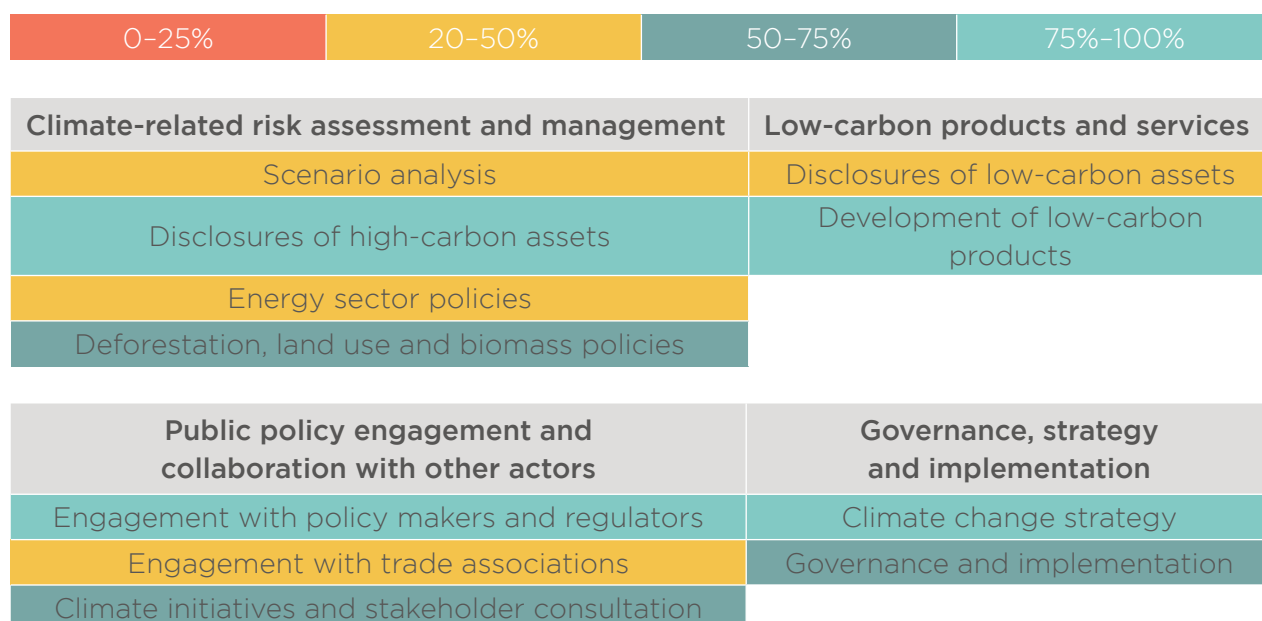 0–25%
20–50%
50–75%
75%–100%
Climate-related risk assessment and management
Low-carbon products and services
Scenario analysis
Disclosures of low-carbon assets
Disclosures of high-carbon assets
Development of low-carbon
products
Energy sector policies
Deforestation, land use and biomass policies
Public policy engagement and
collaboration with other actors
Governance, strategy
and implementation
Engagement with policy makers and regulators
Climate change strategy
Engagement with trade associations
Governance and implementation
Climate initiatives and stakeholder consultation